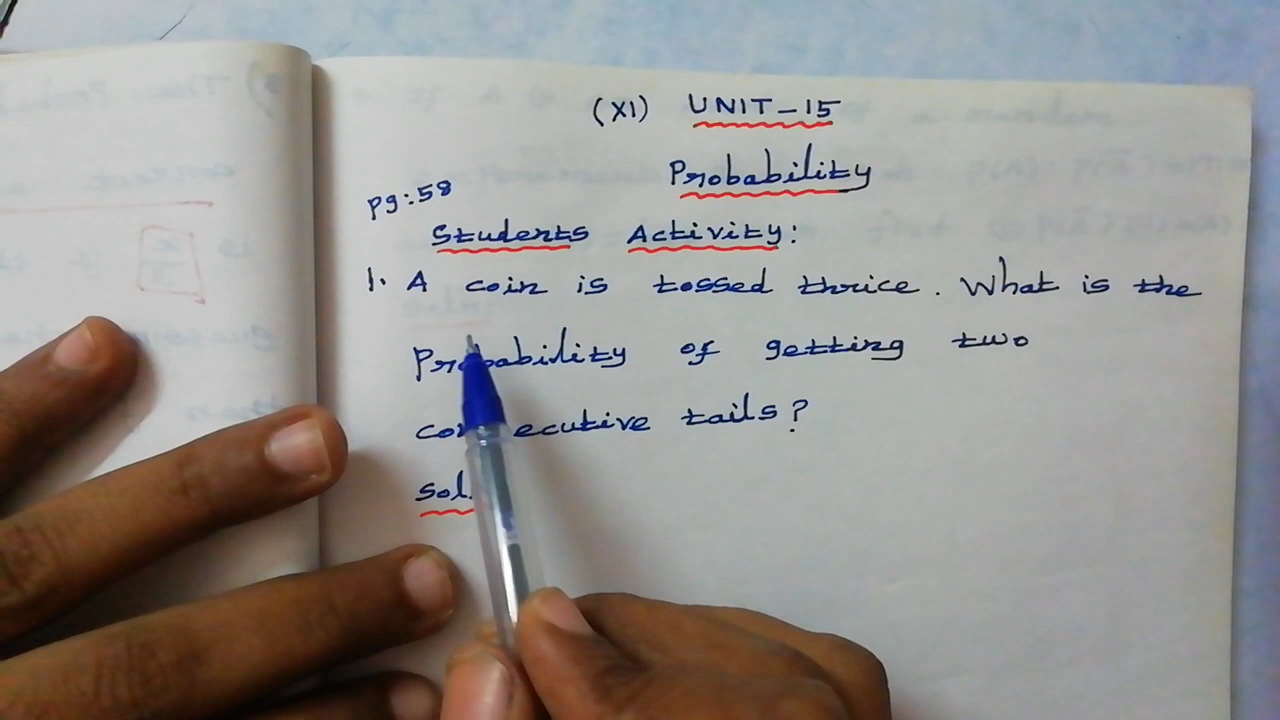 (XI) UNIT-15
Probability
pg:58
Students Activity:
1. A coin is tossed thrice. What is the
Probability of getting two
consecutive tails?
sol.